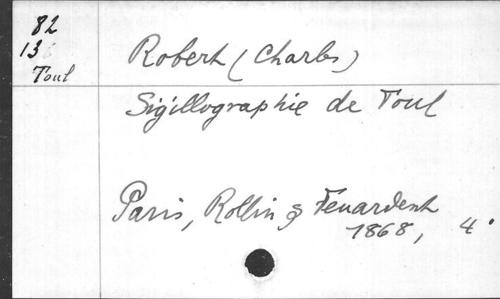 82
13
Toul
Robert (Charles)
Sigillographie de Toul
Paris, Rollin & Feuardent
1868, 4°